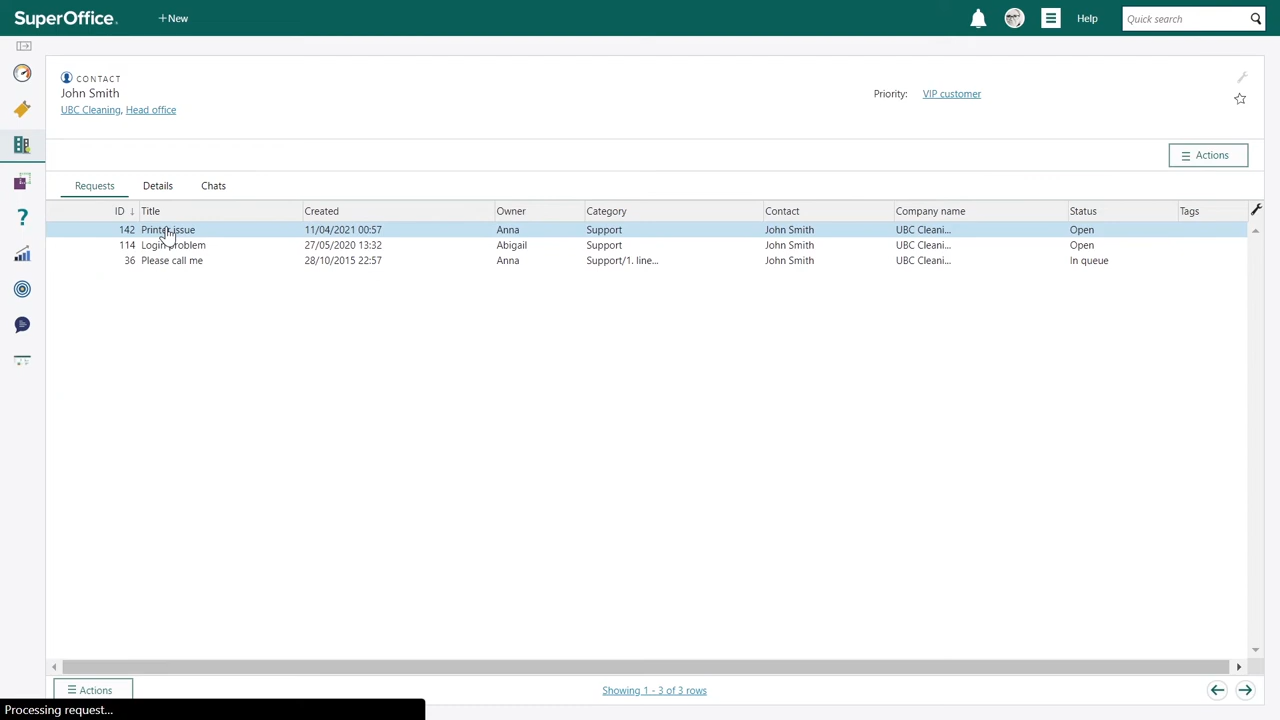 SuperOffice. +New Help Quick search
CONTACT
John Smith
UBC Cleaning, Head office
Priority: VIP customer
Actions
Requests Details Chats
ID ↓ Title Created Owner Category Contact Company name Status Tags
142 Printer issue 11/04/2021 00:57 Anna Support John Smith UBC Cleani... Open
114 Login problem 27/05/2020 13:32 Abigail Support John Smith UBC Cleani... Open
36 Please call me 28/10/2015 22:57 Anna Support/1. line... John Smith UBC Cleani... In queue
Actions Showing 1 - 3 of 3 rows
Processing request...